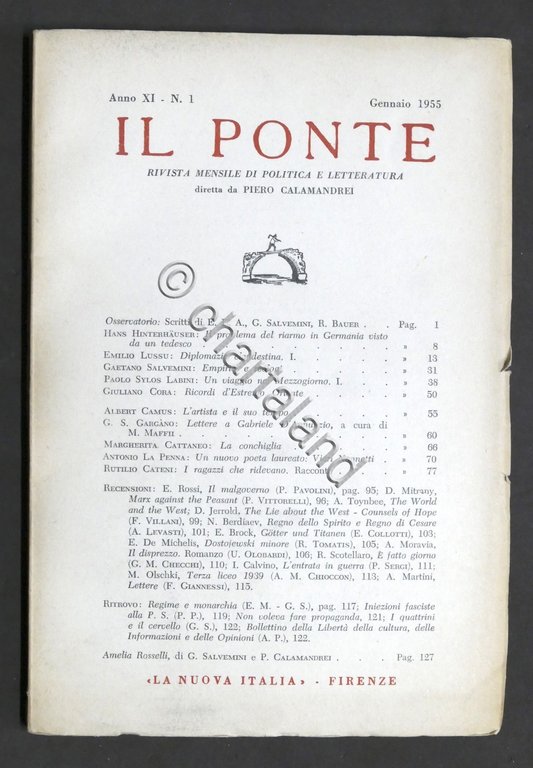 Anno XI - N. 1 Gennaio 1955
IL PONTE
RIVISTA MENSILE DI POLITICA E LETTERATURA
diretta da PIERO CALAMANDREI
© chartaland
Osservatorio: Scritti di E. A., G. SALVEMINI, R. BAUER . . Pag. 1
HANS HINTERHÄUSER: Il problema del riarmo in Germania visto
da un tedesco . . . . . . . . » 8
EMILIO LUSSU: Diplomazia clandestina. I. . . . . » 13
GAETANO SALVEMINI: . . . . » 31
PAOLO SYLOS LABINI: Un viaggio Mezzogiorno. I. . . » 38
GIULIANO CORA: Ricordi d'Estremo Oriente . . . . » 50
ALBERT CAMUS: L'artista e il suo tempo . . . . » 55
G. S. GARGÀNO: Lettere a Gabriele d'Annunzio, a cura di
M. MAFFII . . . . . . . . » 60
MARGHERITA CATTANEO: La conchiglia . . . . » 66
ANTONIO LA PENNA: Un nuovo poeta laureato: . . » 70
RUTILIO CATENI: I ragazzi che ridevano. Racconto . . » 77
RECENSIONI: E. Rossi, Il malgoverno (P. PAVOLINI), pag. 95; D. Mitrany,
Marx against the Peasant (P. VITTORELLI), 96; A. Toynbee, The World
and the West; D. Jerrold, The Lie about the West - Counsels of Hope
(F. VILLANI), 99; N. Berdiaev, Regno dello Spirito e Regno di Cesare
(A. LEVASTI), 101; E. Brock, Götter und Titanen (E. COLLOTTI), 103;
E. De Michelis, Dostojewski minore (R. TOMATIS), 105; A. Moravia,
Il disprezzo. Romanzo (U. OLOBARDI), 106; R. Scotellaro, È fatto giorno
(G. M. CHECCHI), 110; I. Calvino, L'entrata in guerra (P. SERGI), 111;
M. Olschki, Terza liceo 1939 (A. M. CHIOCCON), 113; A. Martini,
Lettere (F. GIANNESSI), 115.
RITROVO: Regime e monarchia (E. M. - G. S.), pag. 117; Iniezioni fasciste
alla P. S. (P. P.), 119; Non voleva fare propaganda, 121; I quattrini
e il cervello (G. S.), 122; Bollettino della Libertà della cultura, delle
Informazioni e delle Opinioni (A. P.), 122.
Amelia Rosselli, di G. SALVEMINI e P. CALAMANDREI . . . . Pag. 127
«LA NUOVA ITALIA» - FIRENZE